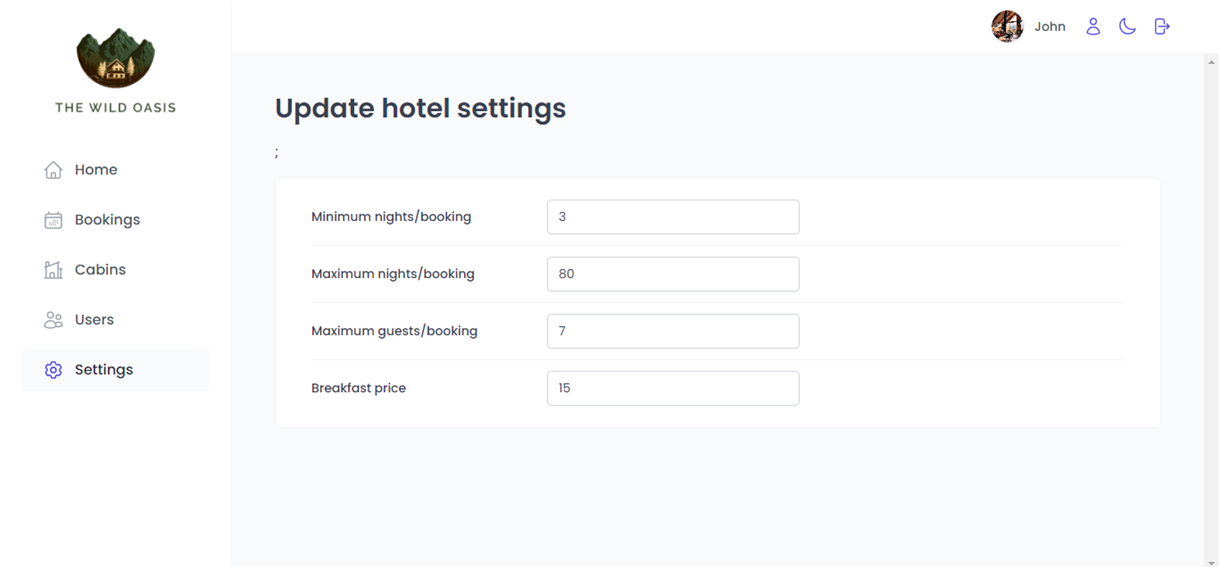 THE WILD OASIS
Home
Bookings
Cabins
Users
Settings
John
Update hotel settings
;
Minimum nights/booking 3
Maximum nights/booking 80
Maximum guests/booking 7
Breakfast price 15